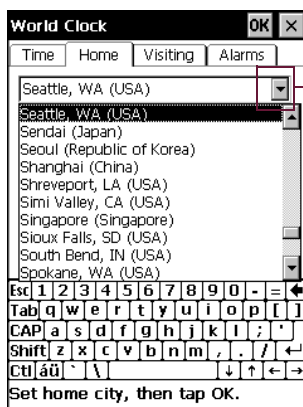 World Clock OK ×
Time Home Visiting Alarms
Seattle, WA (USA)
Seattle, WA (USA)
Sendai (Japan)
Seoul (Republic of Korea)
Shanghai (China)
Shreveport, LA (USA)
Simi Valley, CA (USA)
Singapore (Singapore)
Sioux Falls, SD (USA)
South Bend, IN (USA)
Spokane, WA (USA)
Esc 1 2 3 4 5 6 7 8 9 0 - = ←
Tab q w e r t y u i o p [ ]
CAP a s d f g h j k l ; '
Shift z x c v b n m , . / ↵
Ctl áü ` \ ↓ ↑ ← →
Set home city, then tap OK.